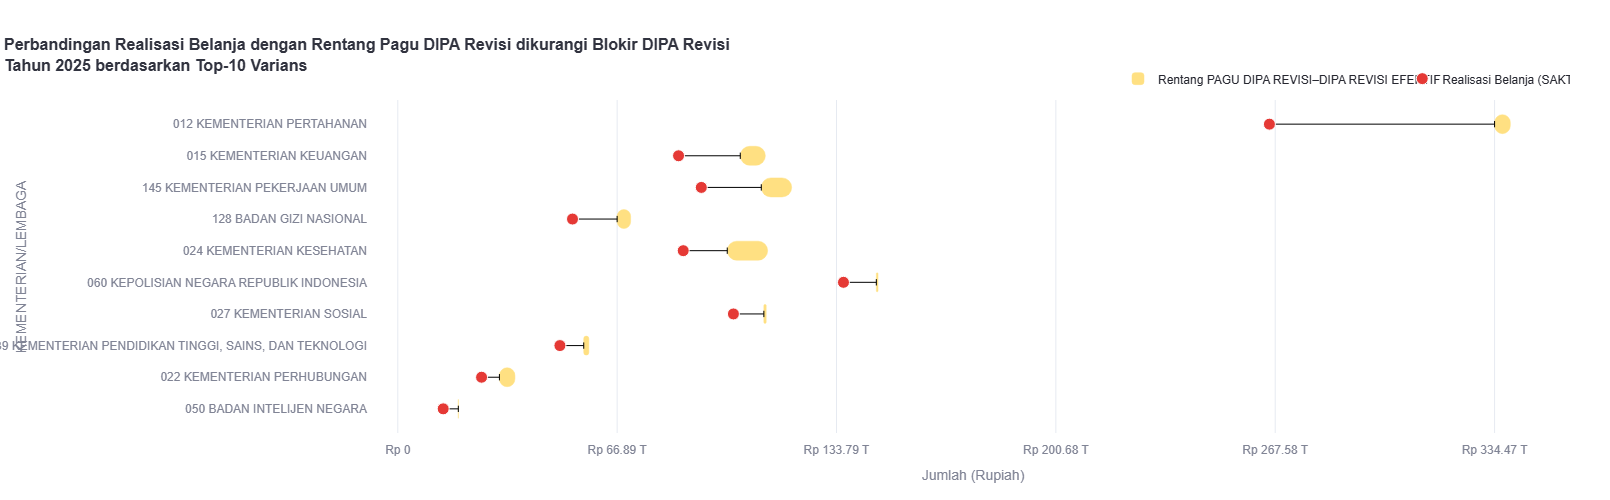 Perbandingan Realisasi Belanja dengan Rentang Pagu DIPA Revisi dikurangi Blokir DIPA Revisi
Tahun 2025 berdasarkan Top-10 Varians
Rentang PAGU DIPA REVISI–DIPA REVISI EFEKTIF
Realisasi Belanja (SAKT
KEMENTERIAN/LEMBAGA
012 KEMENTERIAN PERTAHANAN
015 KEMENTERIAN KEUANGAN
145 KEMENTERIAN PEKERJAAN UMUM
128 BADAN GIZI NASIONAL
024 KEMENTERIAN KESEHATAN
060 KEPOLISIAN NEGARA REPUBLIK INDONESIA
027 KEMENTERIAN SOSIAL
39 KEMENTERIAN PENDIDIKAN TINGGI, SAINS, DAN TEKNOLOGI
022 KEMENTERIAN PERHUBUNGAN
050 BADAN INTELIJEN NEGARA
Rp 0 Rp 66.89 T Rp 133.79 T Rp 200.68 T Rp 267.58 T Rp 334.47 T
Jumlah (Rupiah)